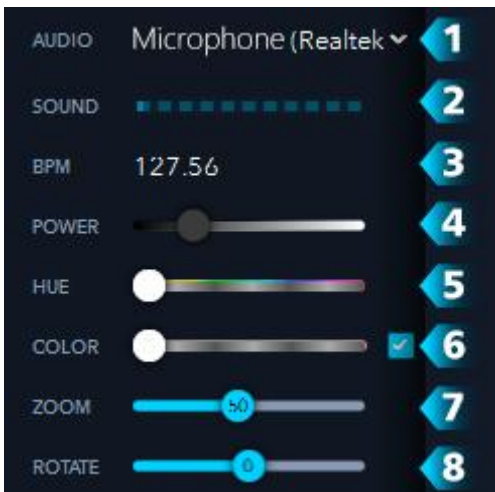 AUDIO Microphone (Realtek 1
SOUND 2
BPM 127.56 3
POWER 4
HUE 5
COLOR 6
ZOOM 50 7
ROTATE 0 8